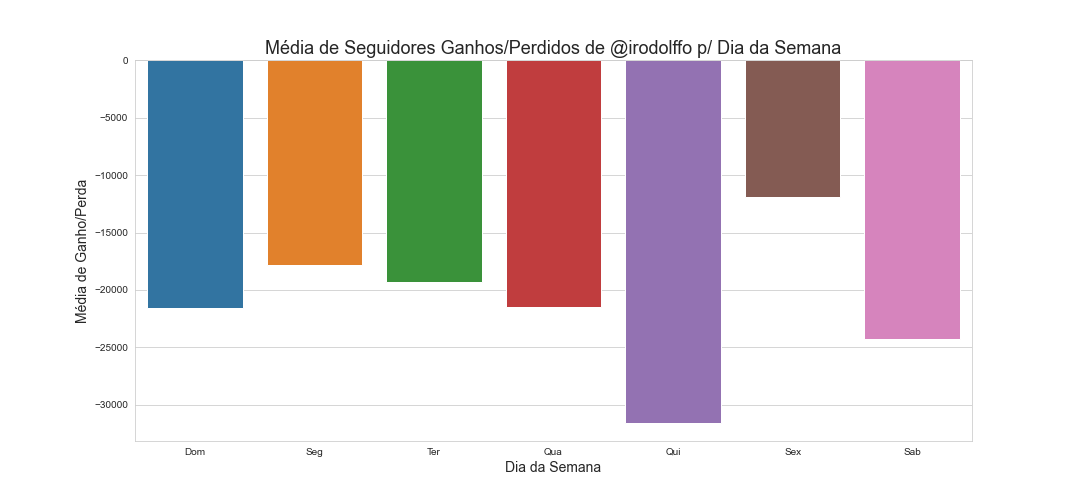 Média de Seguidores Ganhos/Perdidos de @irodolffo p/ Dia da Semana
Média de Ganho/Perda
0
−5000
−10000
−15000
−20000
−25000
−30000
Dom Seg Ter Qua Qui Sex Sab
Dia da Semana